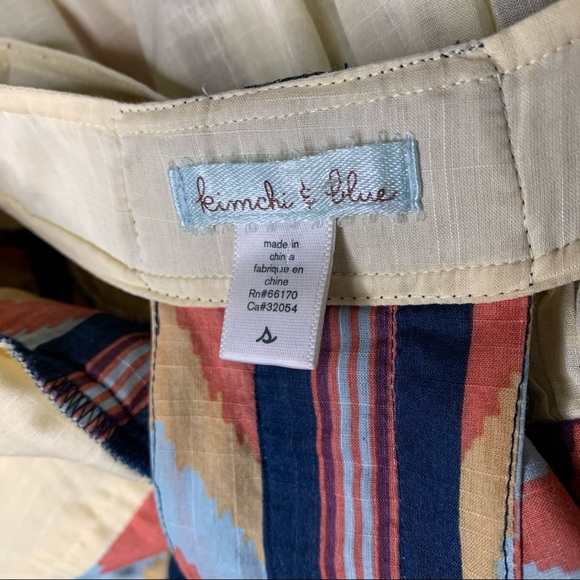 kimchi & blue
made in
china
fabrique en
chine
Rn#66170
Ca#32054
s